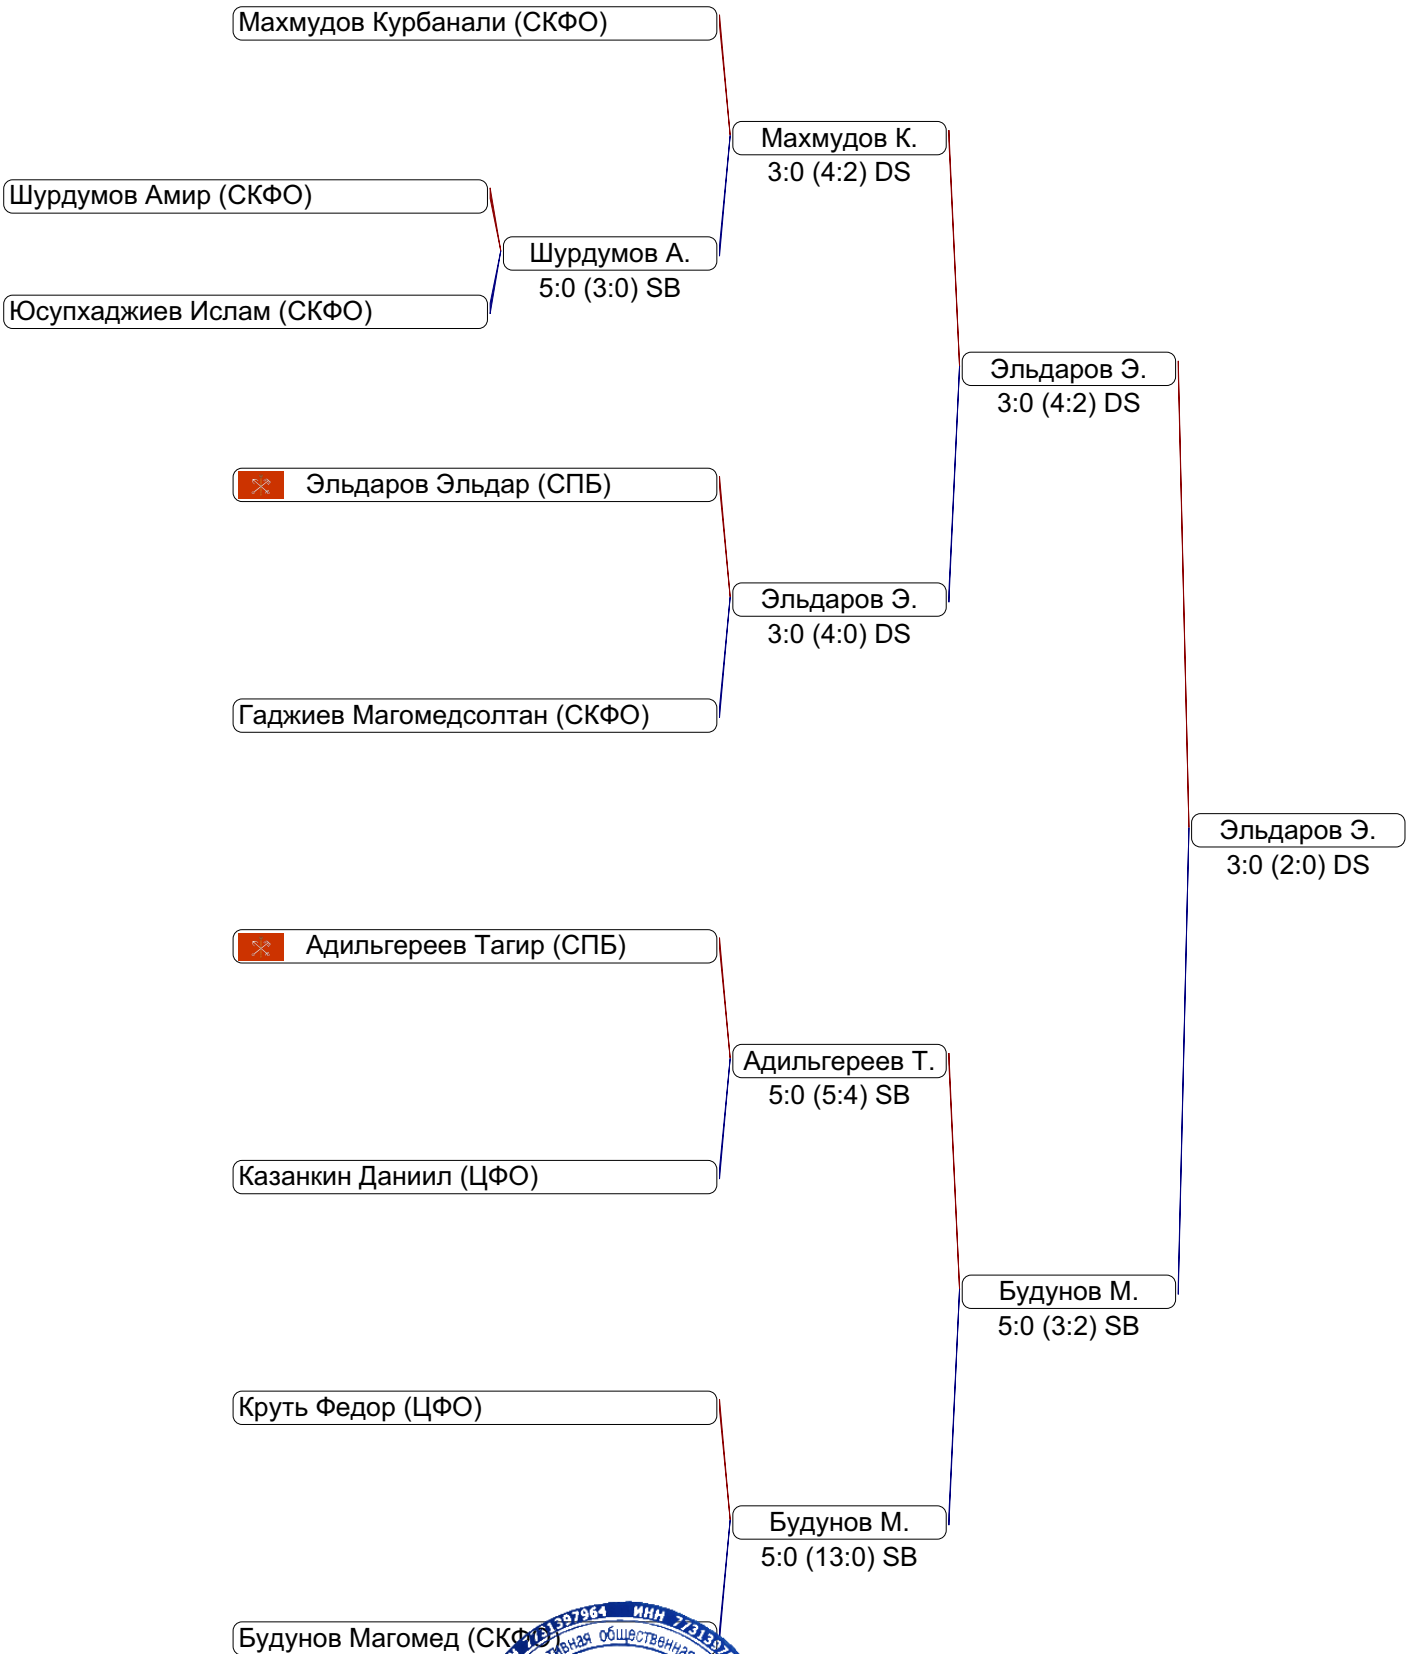 Махмудов Курбанали (СКФО)
Махмудов К.
3:0 (4:2) DS
Шурдумов Амир (СКФО)
Шурдумов А.
5:0 (3:0) SB
Юсупхаджиев Ислам (СКФО)
Эльдаров Э.
3:0 (4:2) DS
Эльдаров Эльдар (СПБ)
Эльдаров Э.
3:0 (4:0) DS
Гаджиев Магомедсолтан (СКФО)
Эльдаров Э.
3:0 (2:0) DS
Адильгереев Тагир (СПБ)
Адильгереев Т.
5:0 (5:4) SB
Казанкин Даниил (ЦФО)
Будунов М.
5:0 (3:2) SB
Круть Федор (ЦФО)
Будунов М.
5:0 (13:0) SB
Будунов Магомед (СКФО)
ИНН
общественная